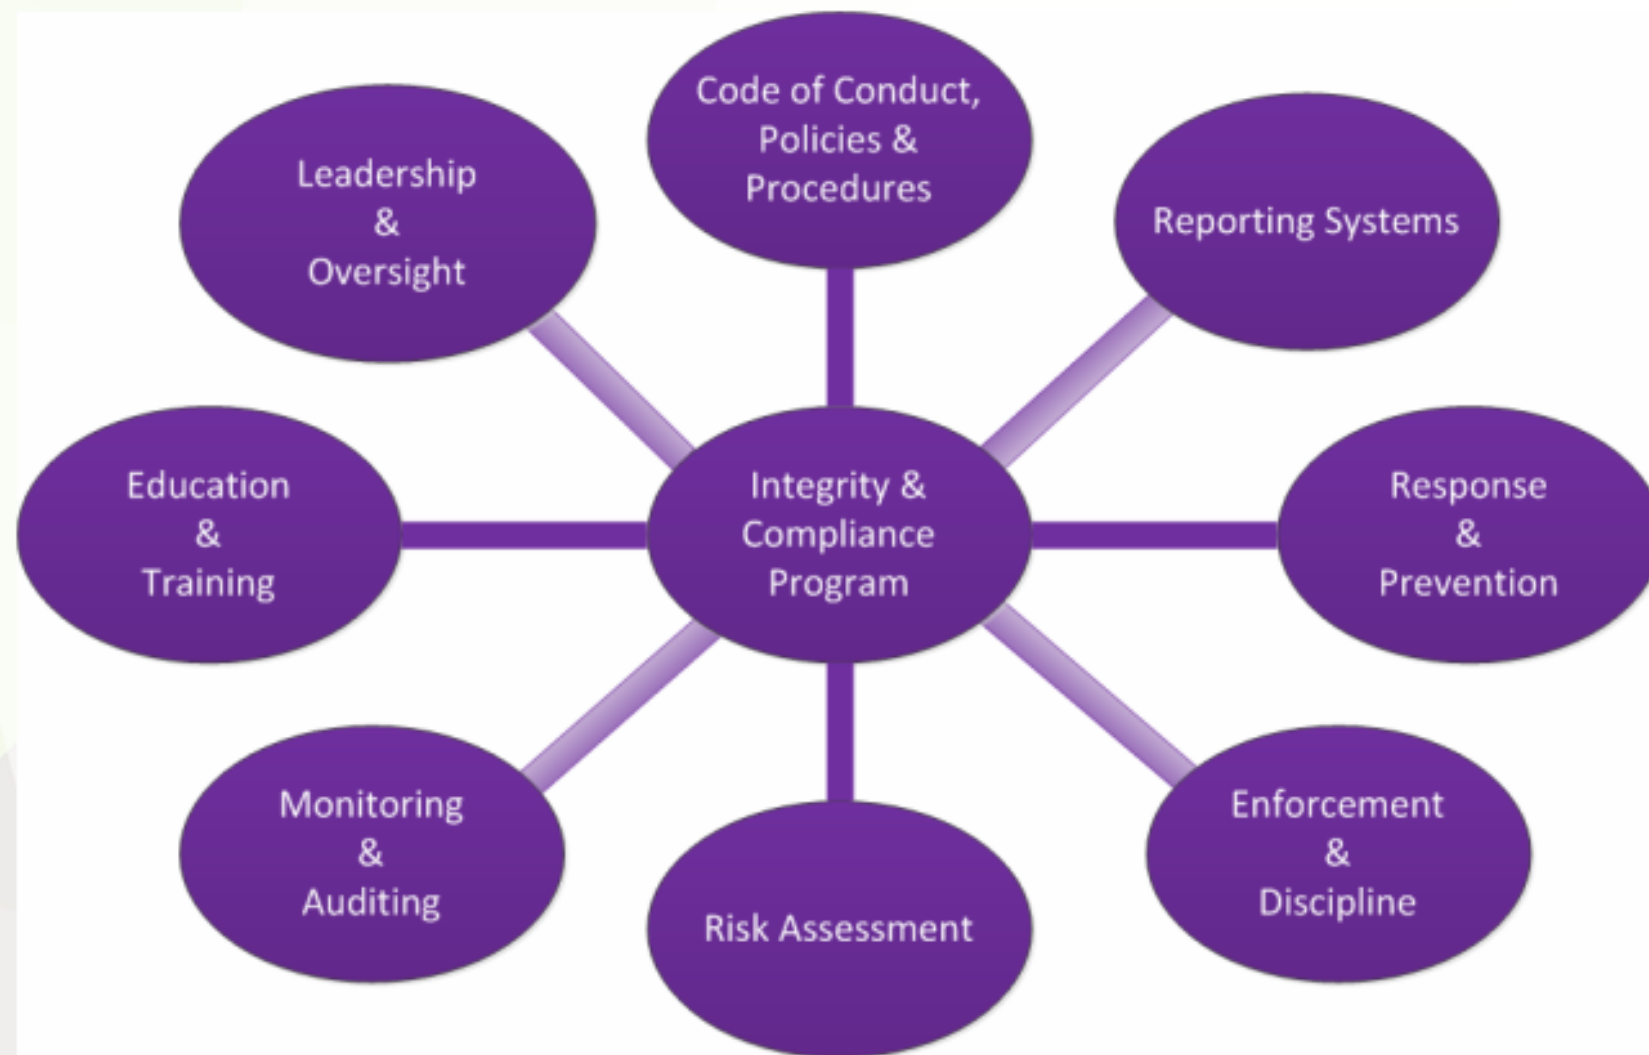 Code of Conduct,
Policies &
Procedures
Leadership
&
Oversight
Reporting Systems
Education
&
Training
Integrity &
Compliance
Program
Response
&
Prevention
Monitoring
&
Auditing
Enforcement
&
Discipline
Risk Assessment